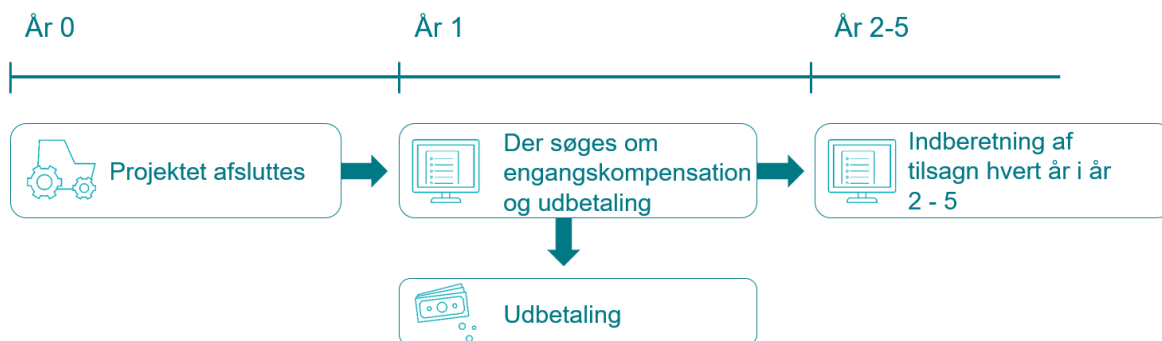 År 0
År 1
År 2-5
Projektet afsluttes
Der søges om
engangskompensation
og udbetaling
Indberetning af
tilsagn hvert år i år
2 - 5
Udbetaling